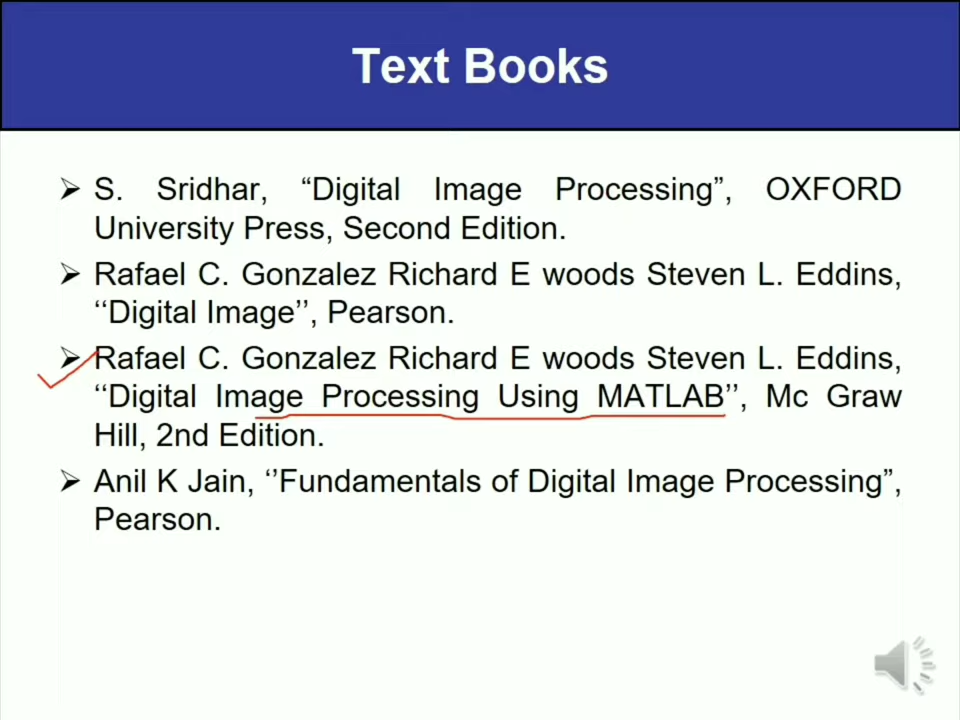 Text Books
➢ S. Sridhar, “Digital Image Processing”, OXFORD
University Press, Second Edition.
➢ Rafael C. Gonzalez Richard E woods Steven L. Eddins,
‘‘Digital Image’’, Pearson.
➢ Rafael C. Gonzalez Richard E woods Steven L. Eddins,
‘‘Digital Image Processing Using MATLAB’’, Mc Graw
Hill, 2nd Edition.
➢ Anil K Jain, ‘’Fundamentals of Digital Image Processing”,
Pearson.